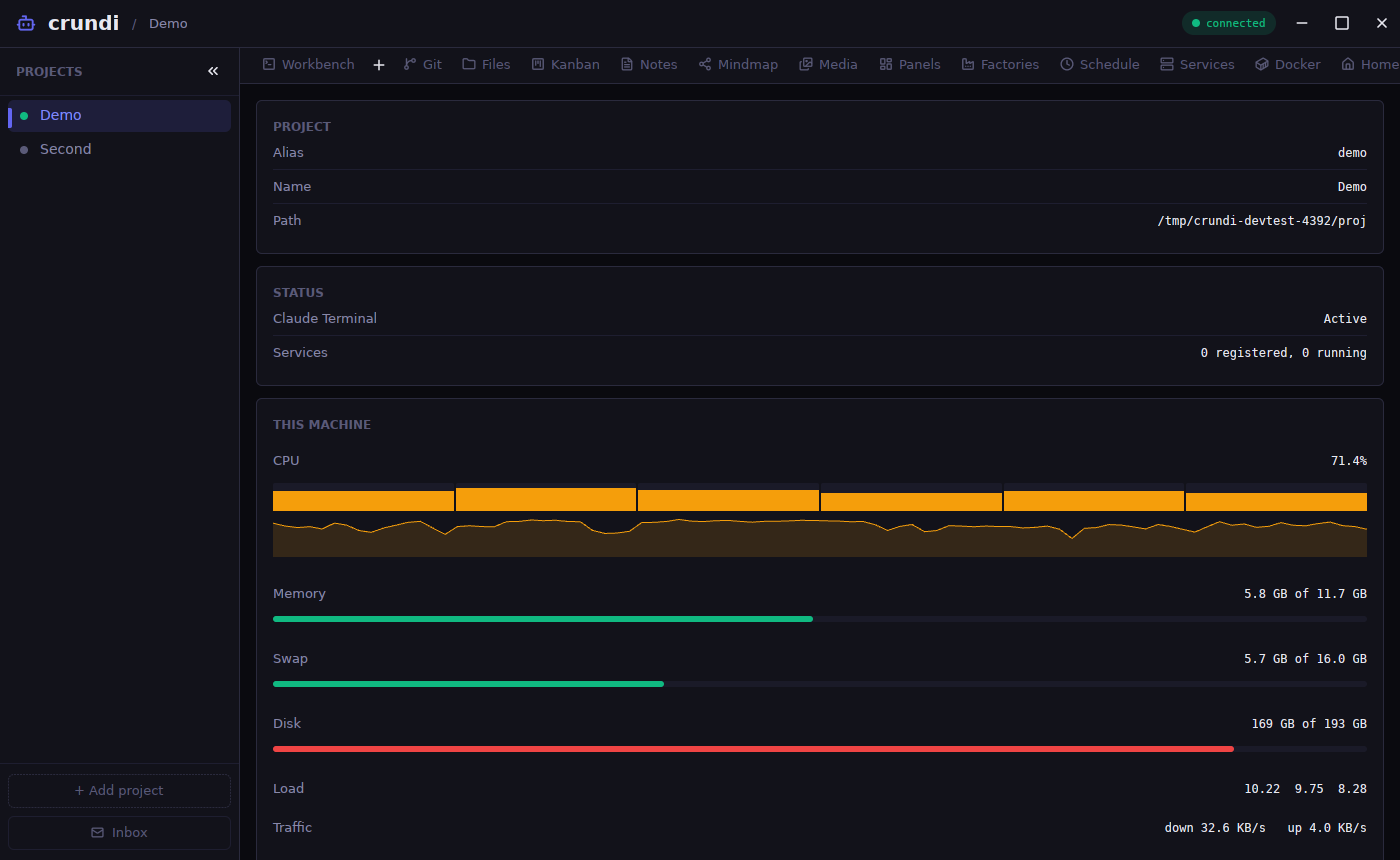 crundi / Demo
connected
PROJECTS
Workbench + Git Files Kanban Notes Mindmap Media Panels Factories Schedule Services Docker Home
Demo
Second
PROJECT
Alias demo
Name Demo
Path /tmp/crundi-devtest-4392/proj
STATUS
Claude Terminal Active
Services 0 registered, 0 running
THIS MACHINE
CPU 71.4%
Memory 5.8 GB of 11.7 GB
Swap 5.7 GB of 16.0 GB
Disk 169 GB of 193 GB
Load 10.22 9.75 8.28
Traffic down 32.6 KB/s up 4.0 KB/s
+ Add project
Inbox